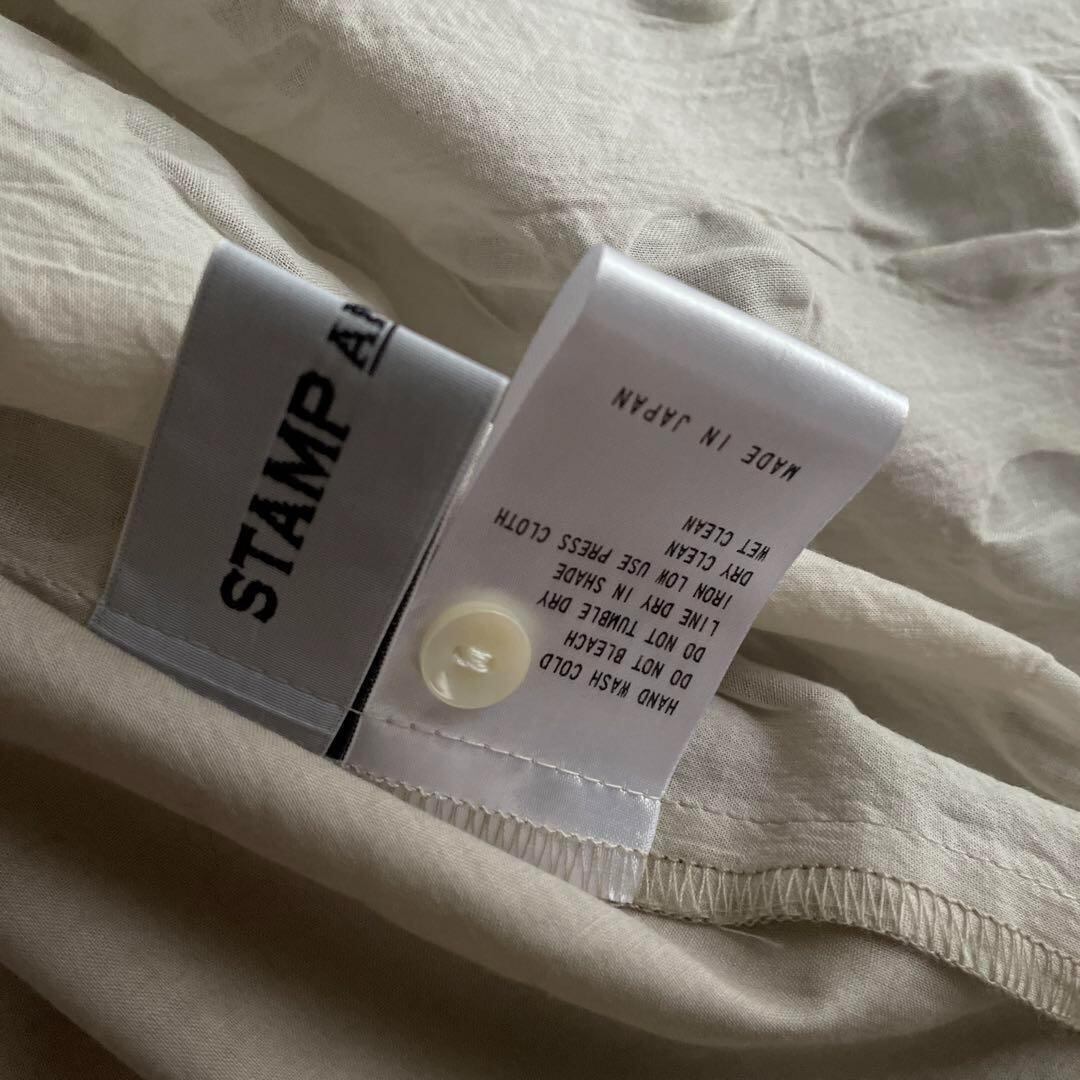 STAMP
HAND WASH COLD
DO NOT BLEACH
DO NOT TUMBLE DRY
LINE DRY IN SHADE
IRON LOW USE PRESS CLOTH
DRY CLEAN
WET CLEAN
MADE IN JAPAN